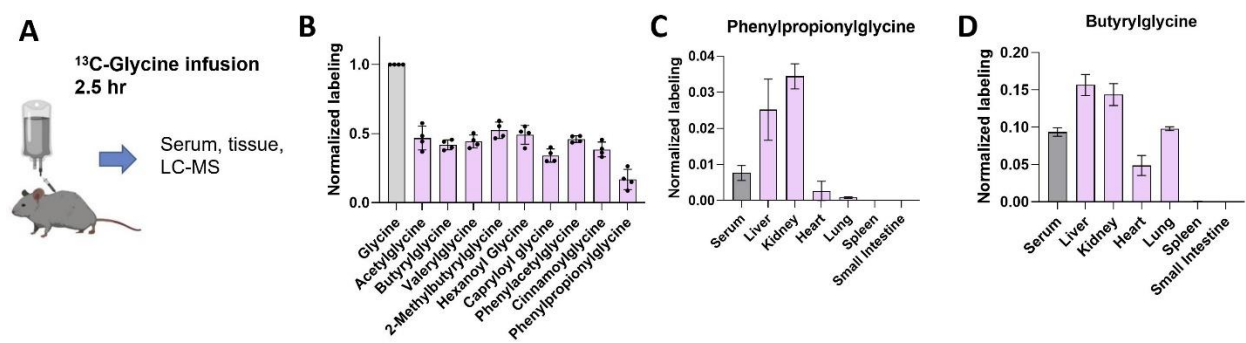 A
¹³C-Glycine infusion
2.5 hr
Serum, tissue,
LC-MS
B
Normalized labeling
1.0
0.5
0.0
Glycine
Acetylglycine
Butyrylglycine
Valerylglycine
2-Methylbutyrylglycine
Hexanoyl Glycine
Capryloyl glycine
Phenylacetylglycine
Cinnamoylglycine
Phenylpropionylglycine
C
Phenylpropionylglycine
Normalized labeling
0.04
0.03
0.02
0.01
0.00
Serum
Liver
Kidney
Heart
Lung
Spleen
Small Intestine
D
Butyrylglycine
Normalized labeling
0.20
0.15
0.10
0.05
0.00
Serum
Liver
Kidney
Heart
Lung
Spleen
Small Intestine